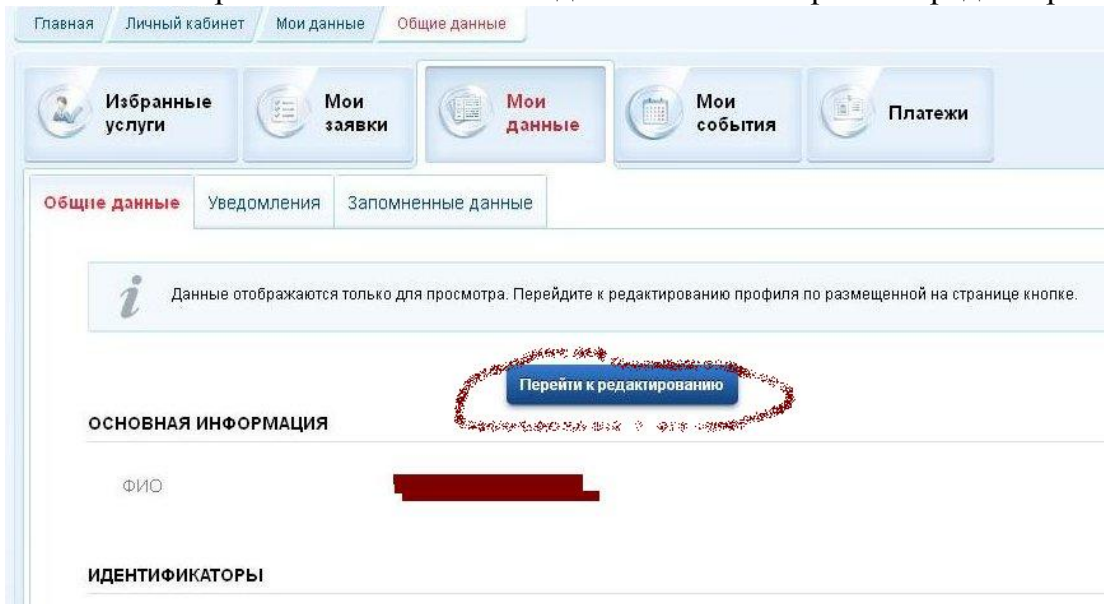 Главная Личный кабинет Мои данные Общие данные
Избранные услуги
Мои заявки
Мои данные
Мои события
Платежи
Общие данные Уведомления Запомненные данные
Данные отображаются только для просмотра. Перейдите к редактированию профиля по размещенной на странице кнопке.
Перейти к редактированию
ОСНОВНАЯ ИНФОРМАЦИЯ
ФИО
ИДЕНТИФИКАТОРЫ